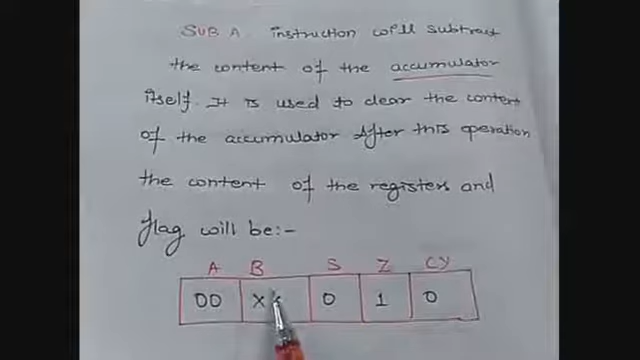 SUB A instruction will subtract
the content of the accumulator
itself. It is used to clear the content
of the accumulator After this operation
the content of the registers and
flag will be:-
A B S Z CY
00 X 0 1 0